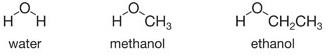 H O H H O CH₃ H O CH₂CH₃
water methanol ethanol